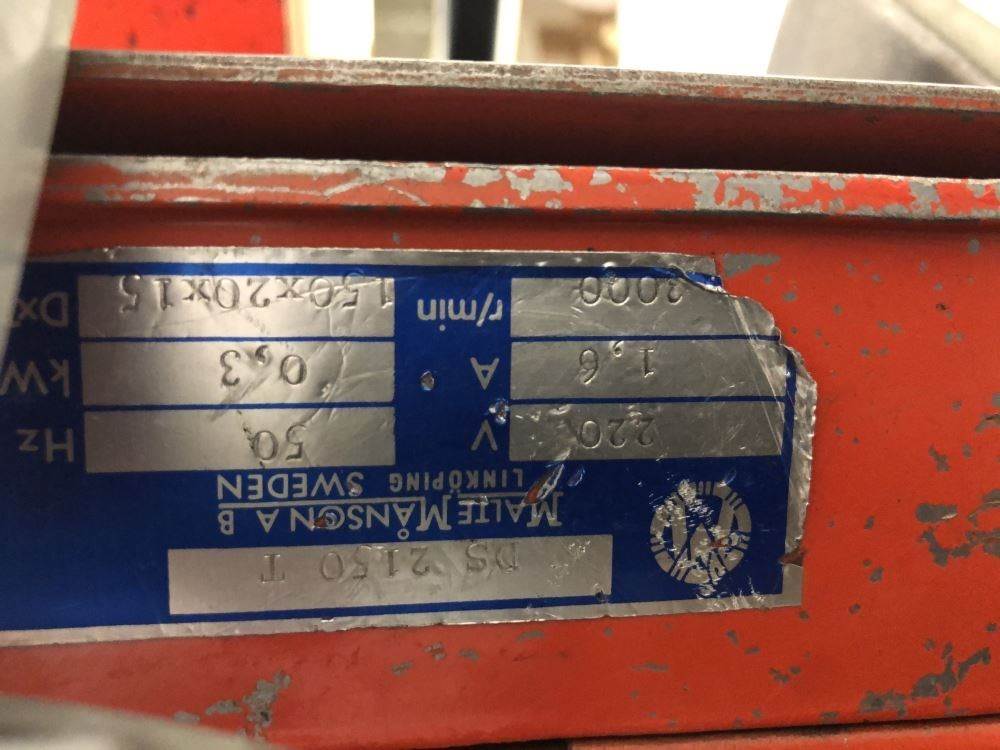 DS 2150 T
MALTE MÅNSON A B
LINKÖPING SWEDEN
220 V 50 Hz
1,6 A 0,3 kW
3000 r/min 150x20x15